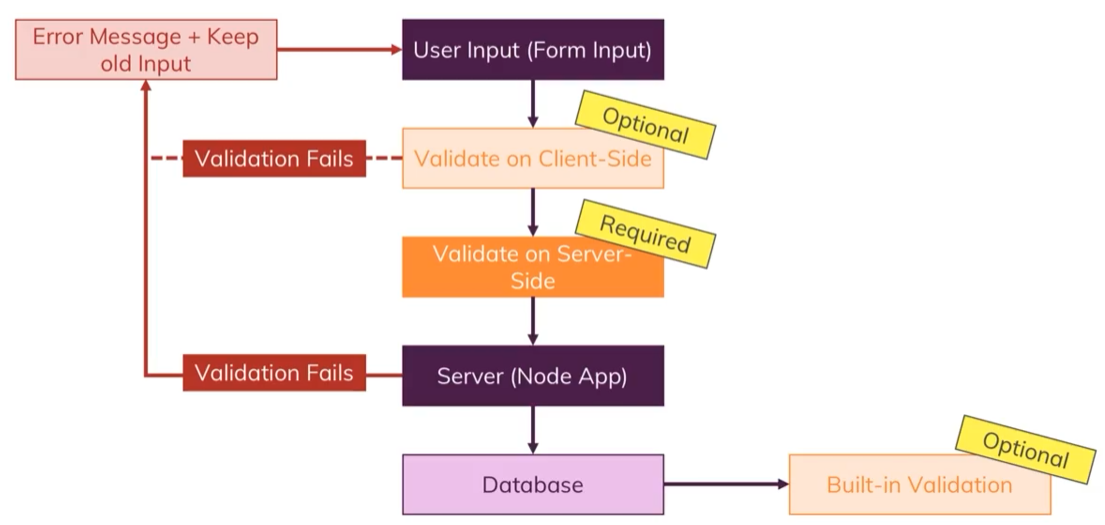 Error Message + Keep
old Input
User Input (Form Input)
Optional
Validation Fails
Validate on Client-Side
Required
Validate on Server-
Side
Validation Fails
Server (Node App)
Optional
Database
Built-in Validation